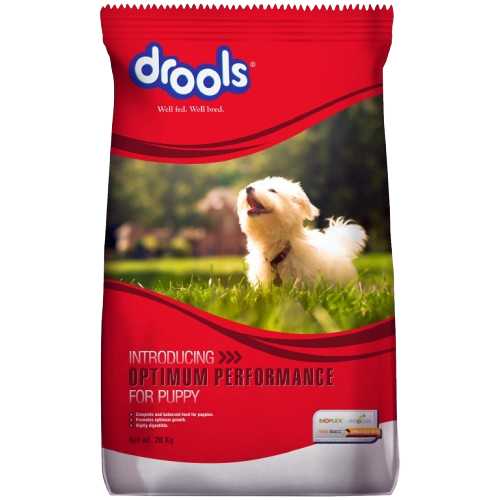 drools®
Well fed. Well bred.
INTRODUCING >>>
OPTIMUM PERFORMANCE
FOR PUPPY
Complete and balanced food for puppies.
Promotes optimum growth.
Highly digestible.
Net wt. 20 Kg
BIOPLEX